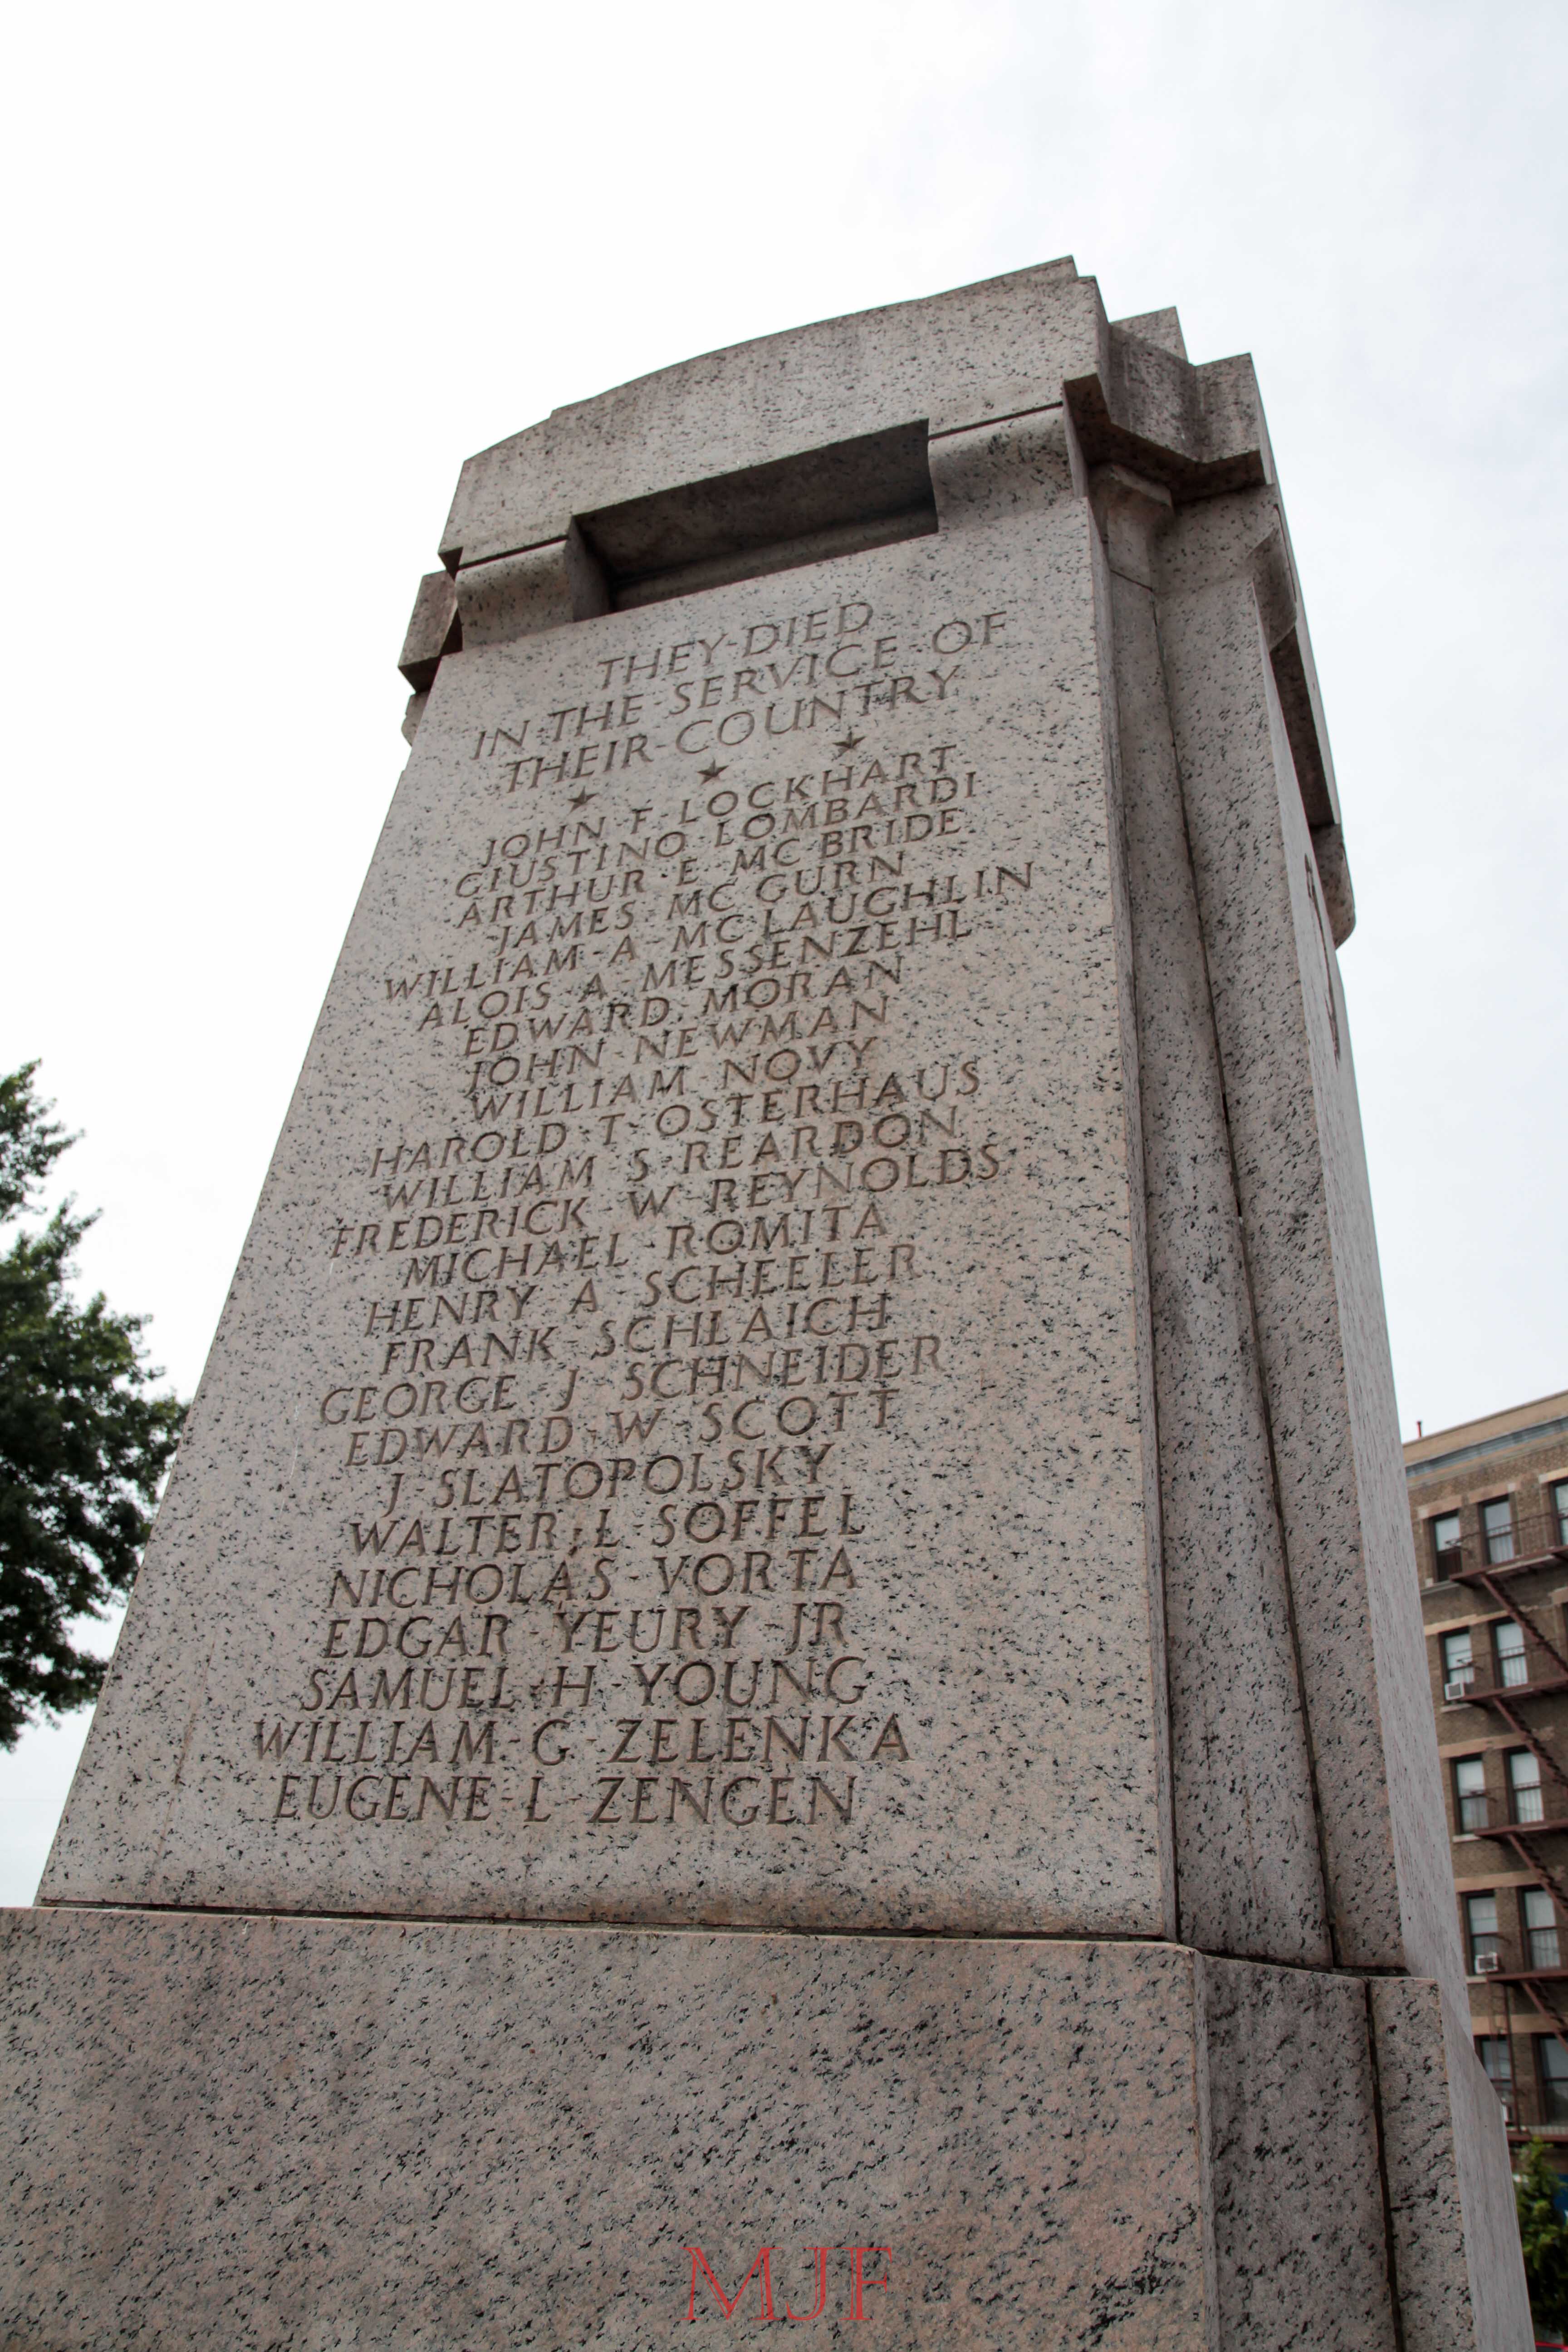 THEY DIED
IN THE SERVICE OF
THEIR COUNTRY
JOHN F LOCKHART
GIUSTINO LOMBARDI
ARTHUR E MC BRIDE
JAMES MC GURN
WILLIAM A MC LAUGHLIN
ALOIS A MESSENZEHL
EDWARD MORAN
JOHN NEWMAN
WILLIAM NOVY
HAROLD T OSTERHAUS
WILLIAM S REARDON
FREDERICK W REYNOLDS
MICHAEL ROMITA
HENRY A SCHEELER
FRANK SCHLAICH
GEORGE J SCHNEIDER
EDWARD W SCOTT
J SLATOPOLSKY
WALTER L SOFFEL
NICHOLAS VORTA
EDGAR YEURY JR
SAMUEL H YOUNG
WILLIAM G ZELENKA
EUGENE L ZENGEN
MJF